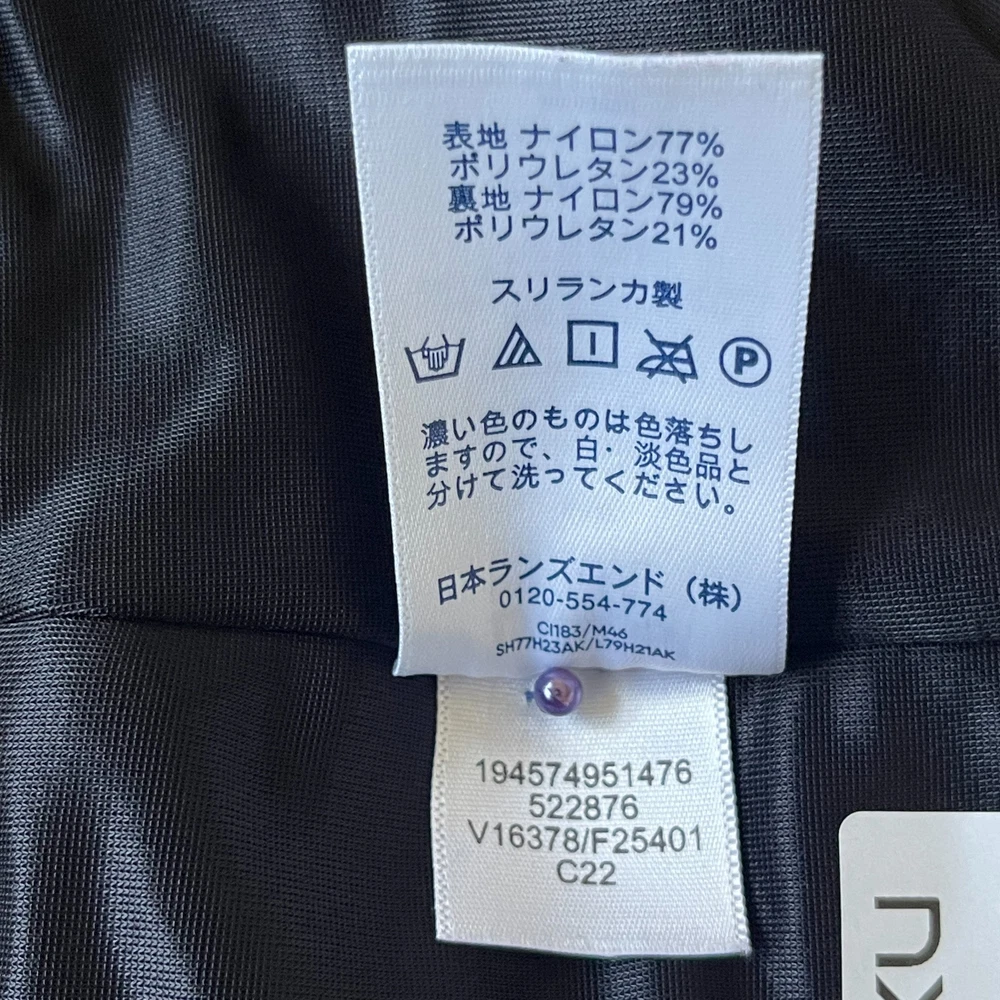 表地 ナイロン77%
ポリウレタン23%
裏地 ナイロン79%
ポリウレタン21%
スリランカ製
P
濃い色のものは色落ちし
ますので、白・淡色品と
分けて洗ってください。
日本ランズエンド（株）
0120-554-774
CI183/M46
SH77H23AK/L79H21AK
194574951476
522876
V16378/F25401
C22